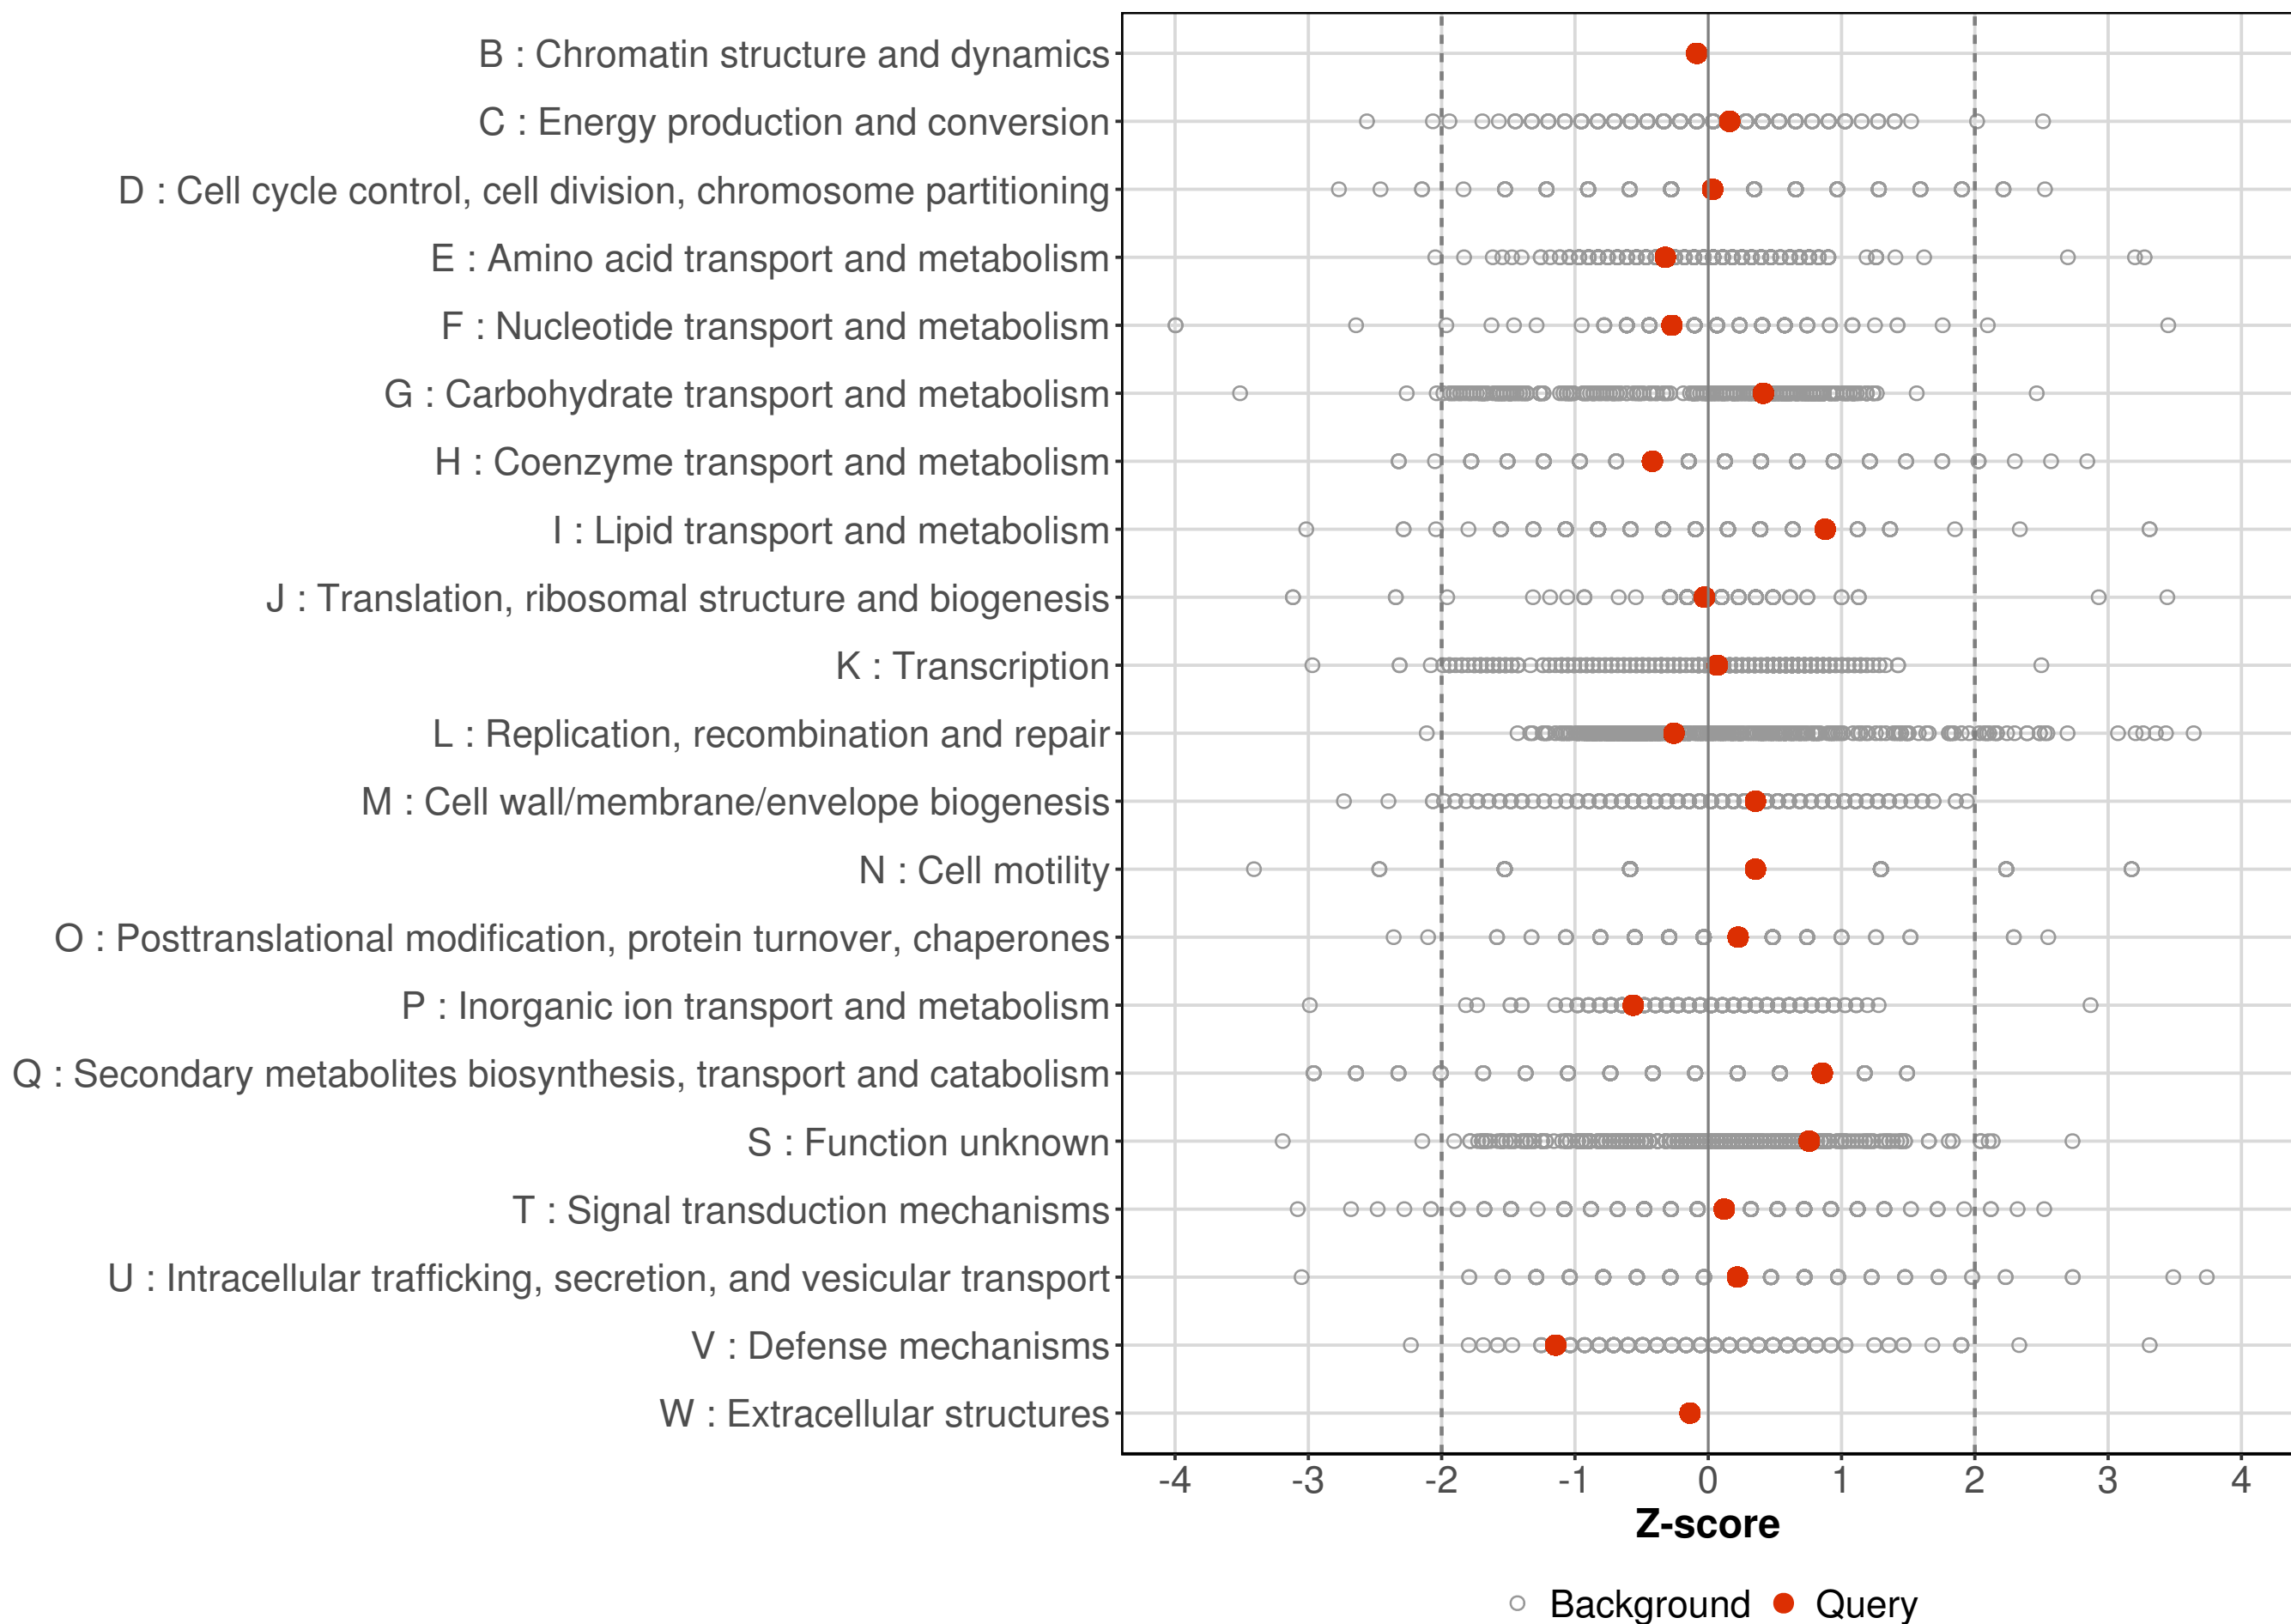 B : Chromatin structure and dynamics
C : Energy production and conversion
D : Cell cycle control, cell division, chromosome partitioning
E : Amino acid transport and metabolism
F : Nucleotide transport and metabolism
G : Carbohydrate transport and metabolism
H : Coenzyme transport and metabolism
I : Lipid transport and metabolism
J : Translation, ribosomal structure and biogenesis
K : Transcription
L : Replication, recombination and repair
M : Cell wall/membrane/envelope biogenesis
N : Cell motility
O : Posttranslational modification, protein turnover, chaperones
P : Inorganic ion transport and metabolism
Q : Secondary metabolites biosynthesis, transport and catabolism
S : Function unknown
T : Signal transduction mechanisms
U : Intracellular trafficking, secretion, and vesicular transport
V : Defense mechanisms
W : Extracellular structures
-4 -3 -2 -1 0 1 2 3 4
Z-score
Background Query